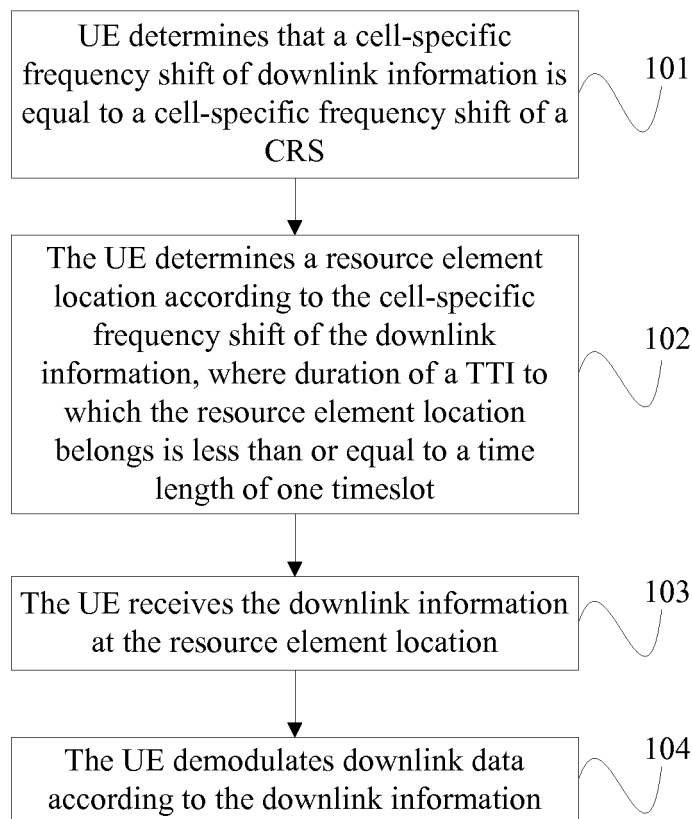 UE determines that a cell-specific
frequency shift of downlink information is
equal to a cell-specific frequency shift of a
CRS
101
The UE determines a resource element
location according to the cell-specific
frequency shift of the downlink
information, where duration of a TTI to
which the resource element location
belongs is less than or equal to a time
length of one timeslot
102
The UE receives the downlink information
at the resource element location
103
The UE demodulates downlink data
according to the downlink information
104